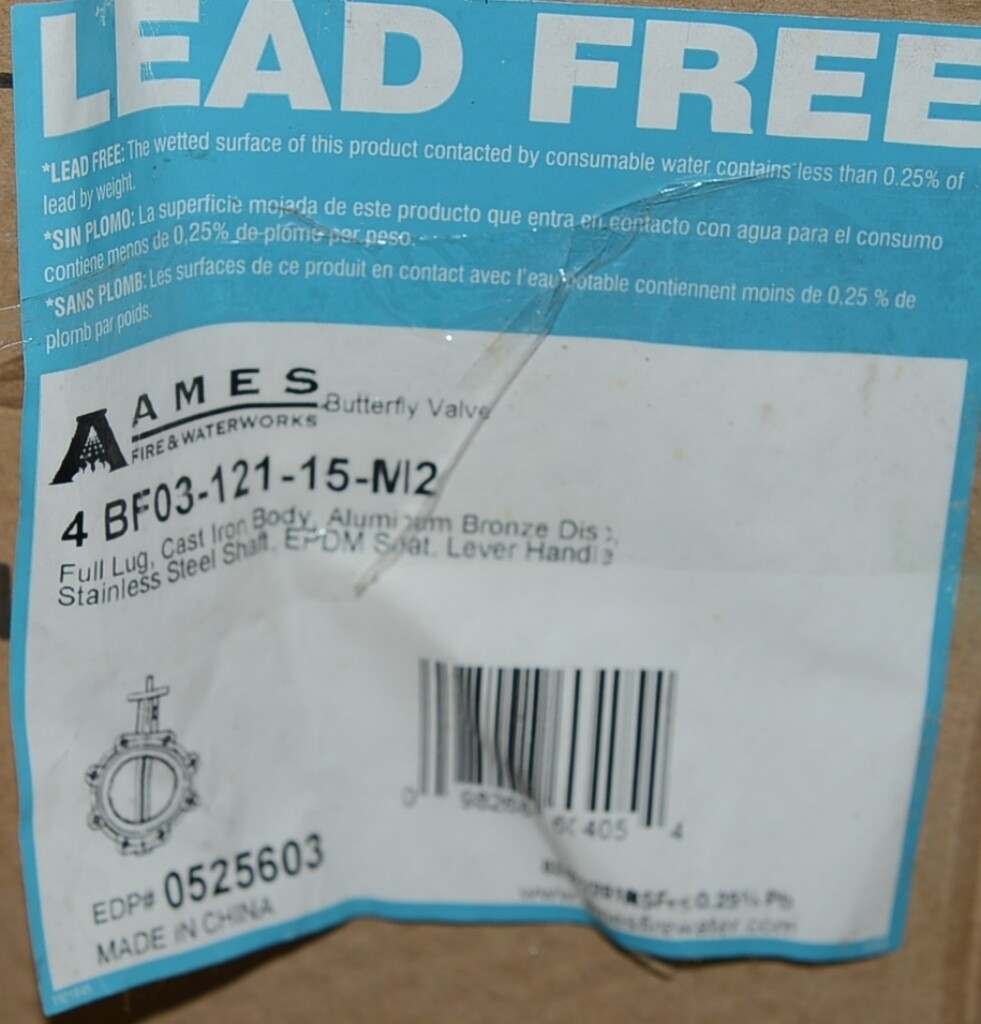 LEAD FREE
*LEAD FREE: The wetted surface of this product contacted by consumable water contains less than 0.25% of
lead by weight.
*SIN PLOMO: La superficie mojada de este producto que entra en contacto con agua para el consumo
contiene menos de 0,25% de plomo por peso.
*SANS PLOMB: Les surfaces de ce produit en contact avec l'eau potable contiennent moins de 0,25 % de
plomb par poids.
AMES
FIRE & WATERWORKS
Butterfly Valve
4 BF03-121-15-M2
Full Lug, Cast Iron Body, Aluminum Bronze Disc,
Stainless Steel Shaft, EPDM Seat, Lever Handle
0 405 4
EDP# 0525603
MADE IN CHINA
≤ 0.25% Pb